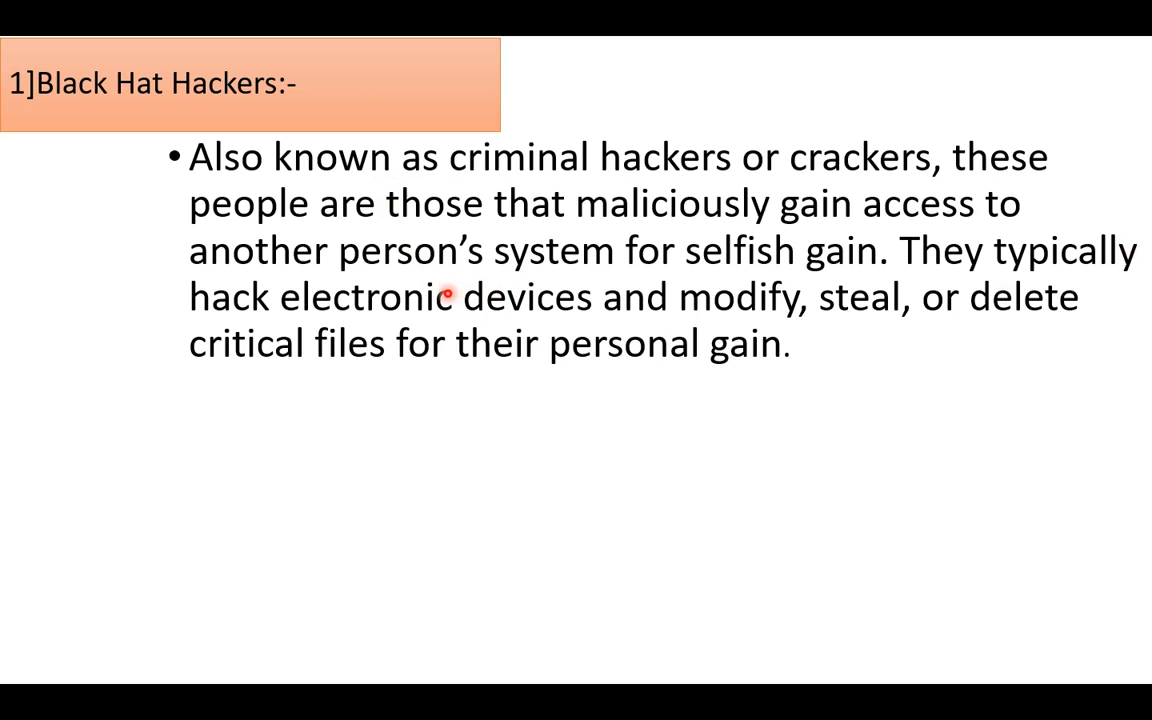 1]Black Hat Hackers:-
•Also known as criminal hackers or crackers, these
people are those that maliciously gain access to
another person’s system for selfish gain. They typically
hack electronic devices and modify, steal, or delete
critical files for their personal gain.